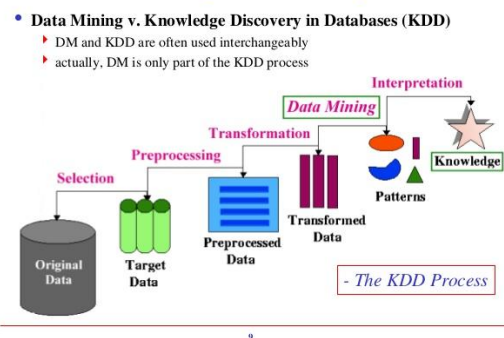 • Data Mining v. Knowledge Discovery in Databases (KDD)
DM and KDD are often used interchangeably
actually, DM is only part of the KDD process
Interpretation
Data Mining
Transformation
Preprocessing
Selection
Knowledge
Patterns
Transformed
Data
Preprocessed
Data
Target
Data
Original
Data
- The KDD Process
9